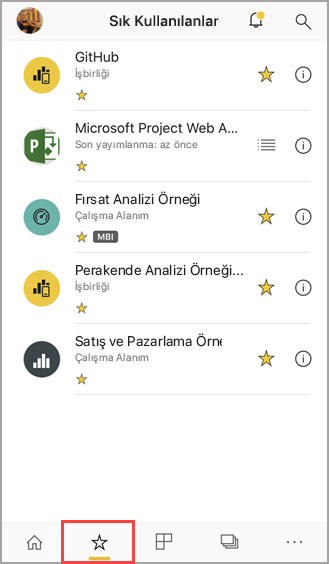 Sık Kullanılanlar
GitHub
İşbirliği
Microsoft Project Web A...
Son yayımlanma: az önce
Fırsat Analizi Örneği
Çalışma Alanım
MBI
Perakende Analizi Örneği...
İşbirliği
Satış ve Pazarlama Örne
Çalışma Alanım